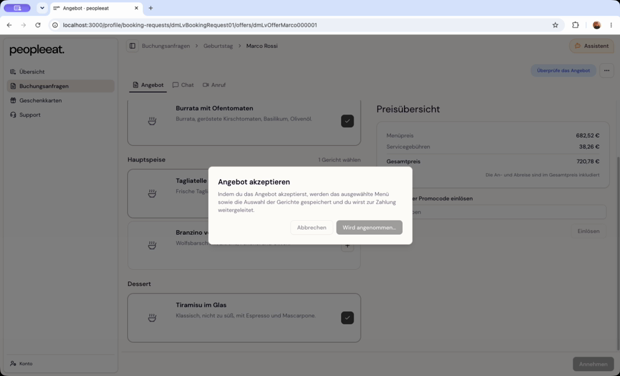 Angebot · peopleeat
localhost:3000/profile/booking-requests/dmLvBookingRequest01/offers/dmLvOfferMarco000001
peopleeat.
Buchungsanfragen > Geburtstag > Marco Rossi
Assistent
Übersicht
Buchungsanfragen
Geschenkkarten
Support
Überprüfe das Angebot
Angebot
Chat
Anruf
Burrata mit Ofentomaten
Burrata, geröstete Kirschtomaten, Basilikum, Olivenöl.
Hauptspeise
1 Gericht wählen
Tagliatelle
Frische Tagl
Branzino
Wolfsbarsch
Dessert
Tiramisu im Glas
Klassisch, nicht zu süß, mit Espresso und Mascarpone.
Preisübersicht
Menüpreis 682,52 €
Servicegebühren 38,26 €
Gesamtpreis 720,78 €
Die An- und Abreise sind im Gesamtpreis inkludiert
er Promocode einlösen
Einlösen
Angebot akzeptieren
Indem du das Angebot akzeptierst, werden das ausgewählte Menü
sowie die Auswahl der Gerichte gespeichert und du wirst zur Zahlung
weitergeleitet.
Abbrechen
Wird angenommen...
Konto
Annehmen